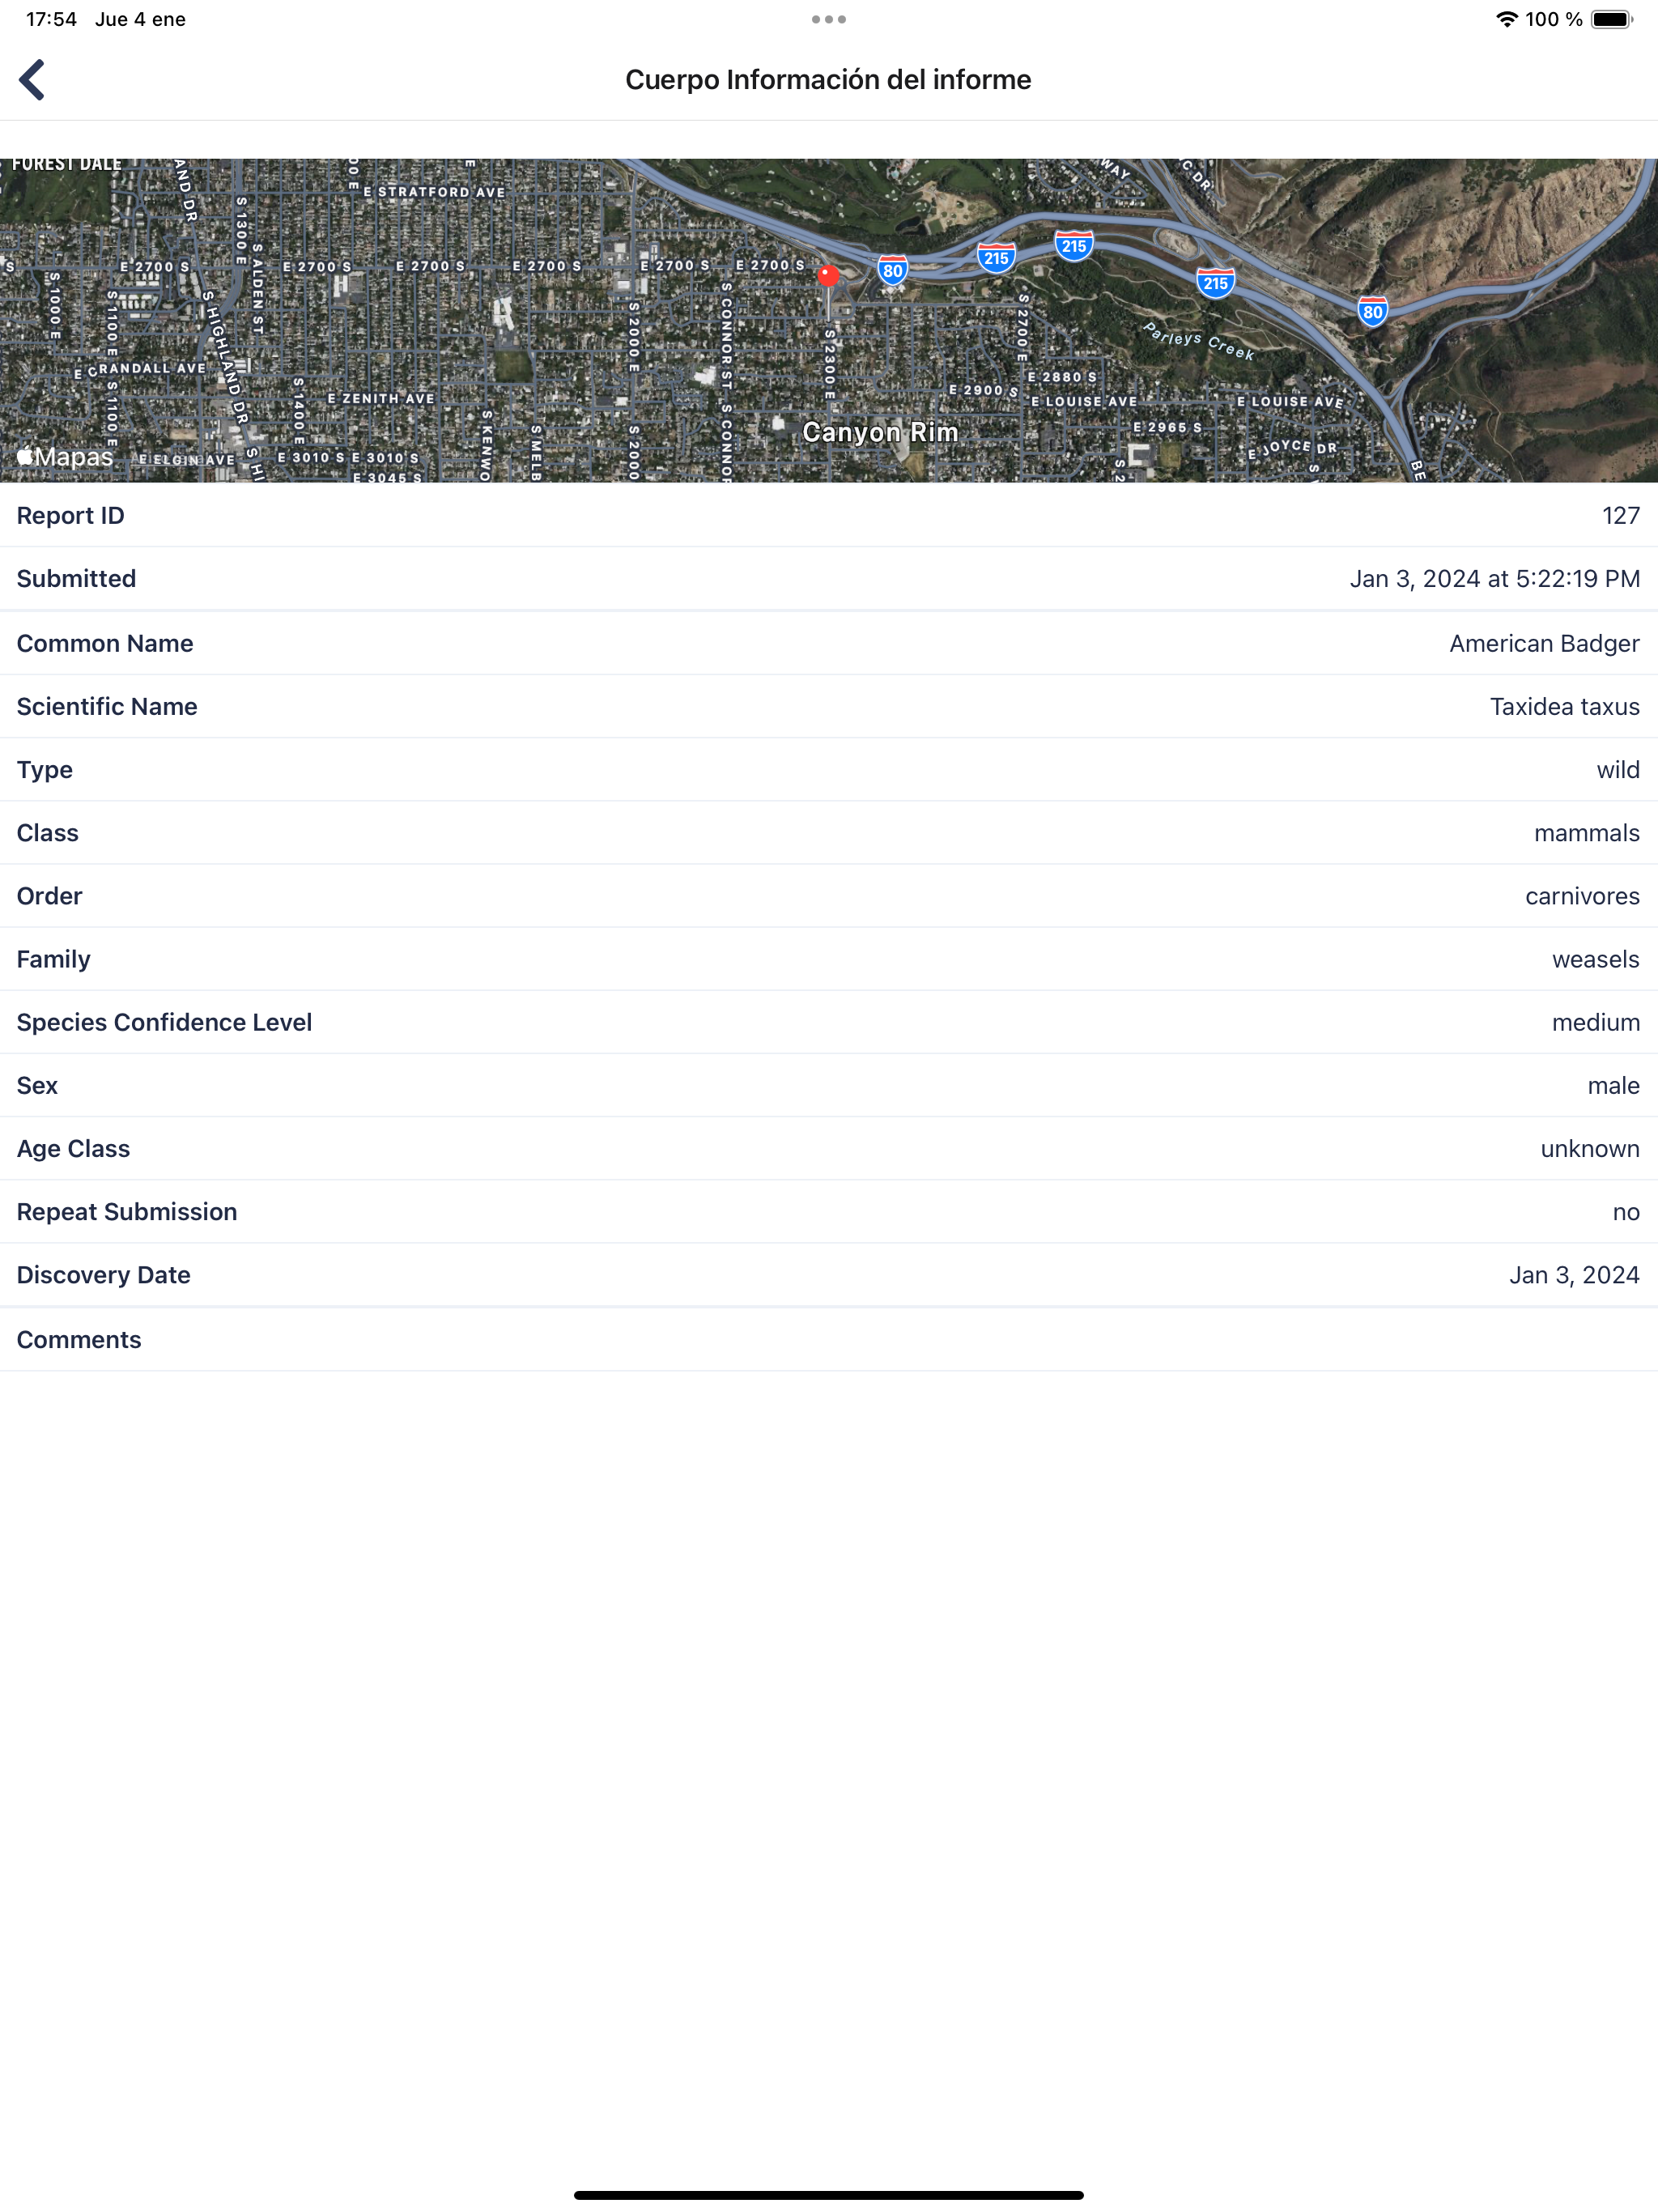 17:54 Jue 4 ene
100 %
Cuerpo Información del informe
FOREST DALE
E STRATFORD AVE
WAY
S 1300 E
S ALDEN ST
E 2700 S
E 2700 S
E 2700 S
E 2700 S
E 2700 S
E 2700 S
80
215
215
215
80
S 1000 E
S 1100 E
S HIGHLAND DR
S 2000 E
S CONNOR ST
S 2300 E
S 2700 E
Parleys Creek
E CRANDALL AVE
S 1100 E
S 1400 E
E ZENITH AVE
E 2900 S
E 2880 S
E LOUISE AVE
E LOUISE AVE
Canyon Rim
E 2965 S
E JOYCE DR
Mapas
E ELGIN AVE
E 3010 S
E 3010 S
E 3045 S
S KENWO
S MELB
S 2000
S CONNOR
Report ID 127
Submitted Jan 3, 2024 at 5:22:19 PM
Common Name American Badger
Scientific Name Taxidea taxus
Type wild
Class mammals
Order carnivores
Family weasels
Species Confidence Level medium
Sex male
Age Class unknown
Repeat Submission no
Discovery Date Jan 3, 2024
Comments